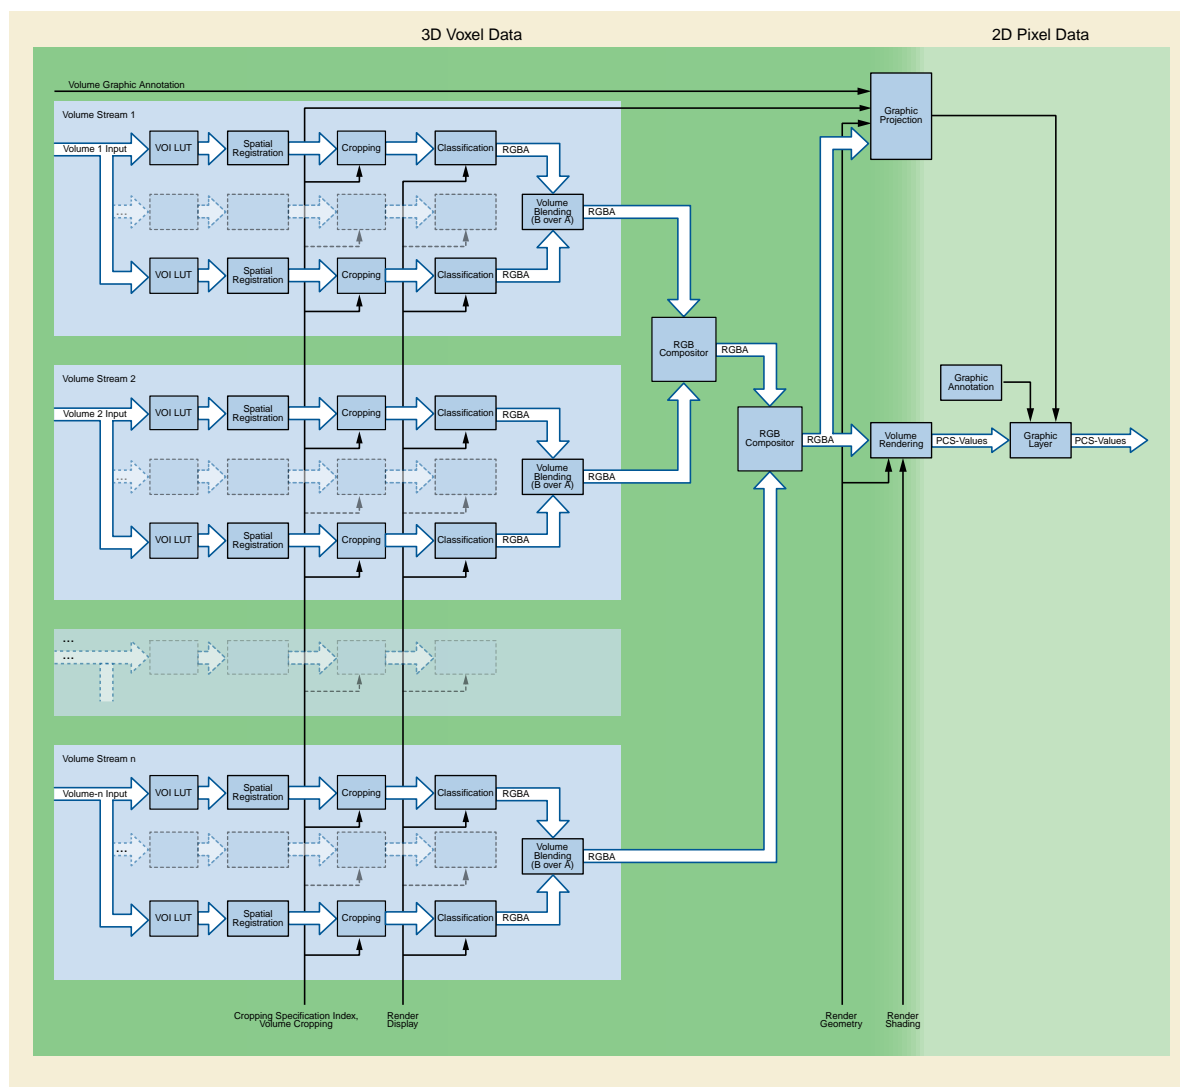 3D Voxel Data
2D Pixel Data
Volume Graphic Annotation
Graphic
Projection
Volume Stream 1
Volume 1 Input
VOI LUT
Spatial
Registration
Cropping
Classification
RGBA
...
Volume
Blending
(B over A)
RGBA
VOI LUT
Spatial
Registration
Cropping
Classification
RGBA
RGB
Compositor
RGBA
Volume Stream 2
Volume 2 Input
VOI LUT
Spatial
Registration
Cropping
Classification
RGBA
...
Volume
Blending
(B over A)
RGBA
VOI LUT
Spatial
Registration
Cropping
Classification
RGBA
Graphic
Annotation
RGB
Compositor
RGBA
Volume
Rendering
PCS-Values
Graphic
Layer
PCS-Values
...
...
Volume Stream n
Volume-n Input
VOI LUT
Spatial
Registration
Cropping
Classification
RGBA
...
Volume
Blending
(B over A)
RGBA
VOI LUT
Spatial
Registration
Cropping
Classification
RGBA
Cropping Specification Index,
Volume Cropping
Render
Display
Render
Geometry
Render
Shading